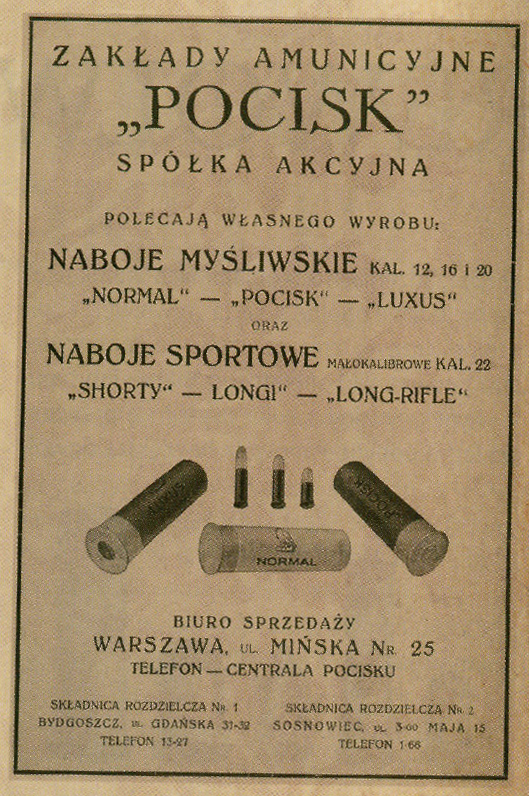 ZAKŁADY AMUNICYJNE
„POCISK”
SPÓŁKA AKCYJNA
POLECAJĄ WŁASNEGO WYROBU:
NABOJE MYŚLIWSKIE KAL. 12, 16 i 20
„NORMAL“ — „POCISK“ — „LUXUS“
ORAZ
NABOJE SPORTOWE MAŁOKALIBROWE KAL. 22
„SHORTY“ — LONGI“ — „LONG-RIFLE“
LUXUS
POCISK
NORMAL
BIURO SPRZEDAŻY
WARSZAWA, UL. MIŃSKA Nr. 25
TELEFON — CENTRALA POCISKU
SKŁADNICA ROZDZIELCZA Nr. 1
BYDGOSZCZ, UL. GDAŃSKA 31-32
TELEFON 13-27
SKŁADNICA ROZDZIELCZA Nr. 2
SOSNOWIEC, UL. 3-GO MAJA 15
TELEFON 1-66